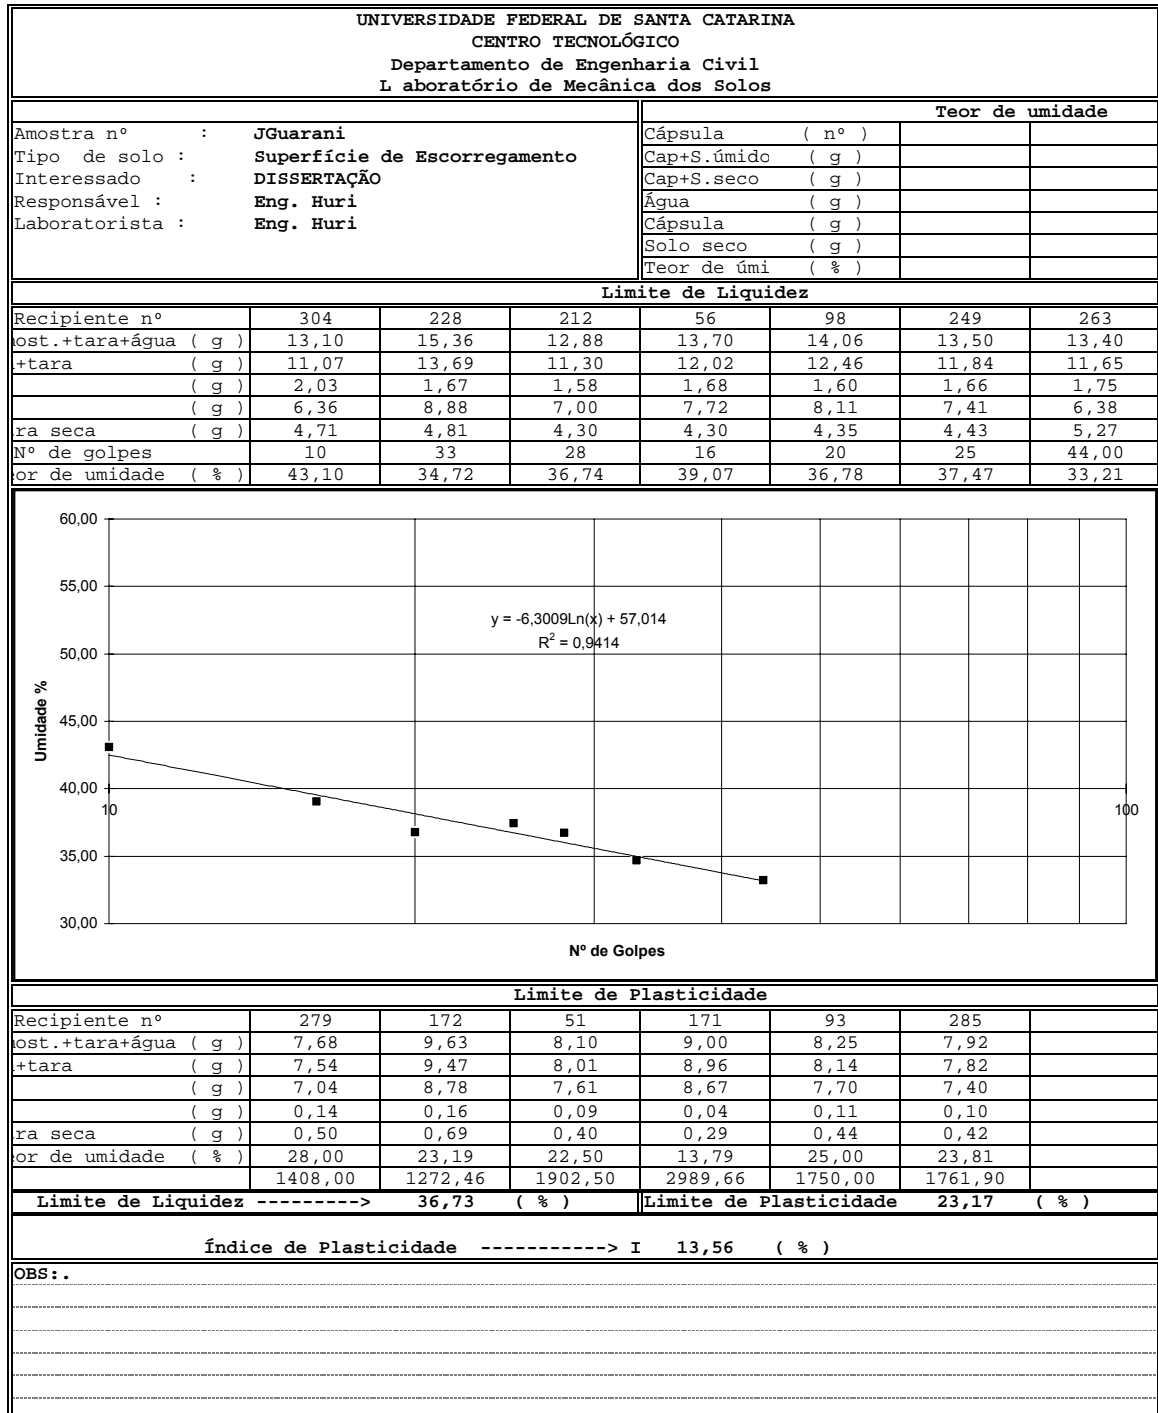 UNIVERSIDADE FEDERAL DE SANTA CATARINA
CENTRO TECNOLÓGICO
Departamento de Engenharia Civil
L aboratório de Mecânica dos Solos
Teor de umidade
Amostra nº : JGuarani Cápsula ( nº )
Tipo de solo : Superfície de Escorregamento Cap+S.úmido ( g )
Interessado : DISSERTAÇÃO Cap+S.seco ( g )
Responsável : Eng. Huri Água ( g )
Laboratorista : Eng. Huri Cápsula ( g )
Solo seco ( g )
Teor de úmi ( % )
Limite de Liquidez
Recipiente nº 304 228 212 56 98 249 263
ost.+tara+água ( g ) 13,10 15,36 12,88 13,70 14,06 13,50 13,40
+tara ( g ) 11,07 13,69 11,30 12,02 12,46 11,84 11,65
( g ) 2,03 1,67 1,58 1,68 1,60 1,66 1,75
( g ) 6,36 8,88 7,00 7,72 8,11 7,41 6,38
ra seca ( g ) 4,71 4,81 4,30 4,30 4,35 4,43 5,27
Nº de golpes 10 33 28 16 20 25 44,00
or de umidade ( % ) 43,10 34,72 36,74 39,07 36,78 37,47 33,21
60,00
55,00
y = -6,3009Ln(x) + 57,014
R² = 0,9414
50,00
Umidade %
45,00
40,00
10 100
35,00
30,00
Nº de Golpes
Limite de Plasticidade
Recipiente nº 279 172 51 171 93 285
ost.+tara+água ( g ) 7,68 9,63 8,10 9,00 8,25 7,92
+tara ( g ) 7,54 9,47 8,01 8,96 8,14 7,82
( g ) 7,04 8,78 7,61 8,67 7,70 7,40
( g ) 0,14 0,16 0,09 0,04 0,11 0,10
ra seca ( g ) 0,50 0,69 0,40 0,29 0,44 0,42
or de umidade ( % ) 28,00 23,19 22,50 13,79 25,00 23,81
1408,00 1272,46 1902,50 2989,66 1750,00 1761,90
Limite de Liquidez ---------> 36,73 ( % ) Limite de Plasticidade 23,17 ( % )
Índice de Plasticidade -----------> I 13,56 ( % )
OBS:.